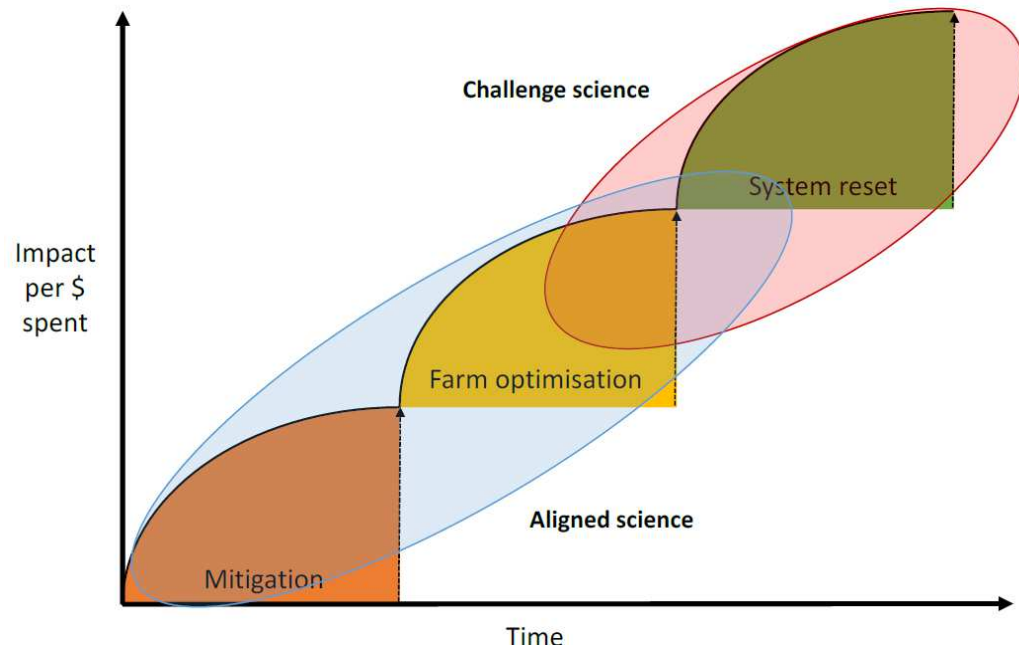 Challenge science
System reset
Impact
per $
spent
Farm optimisation
Aligned science
Mitigation
Time